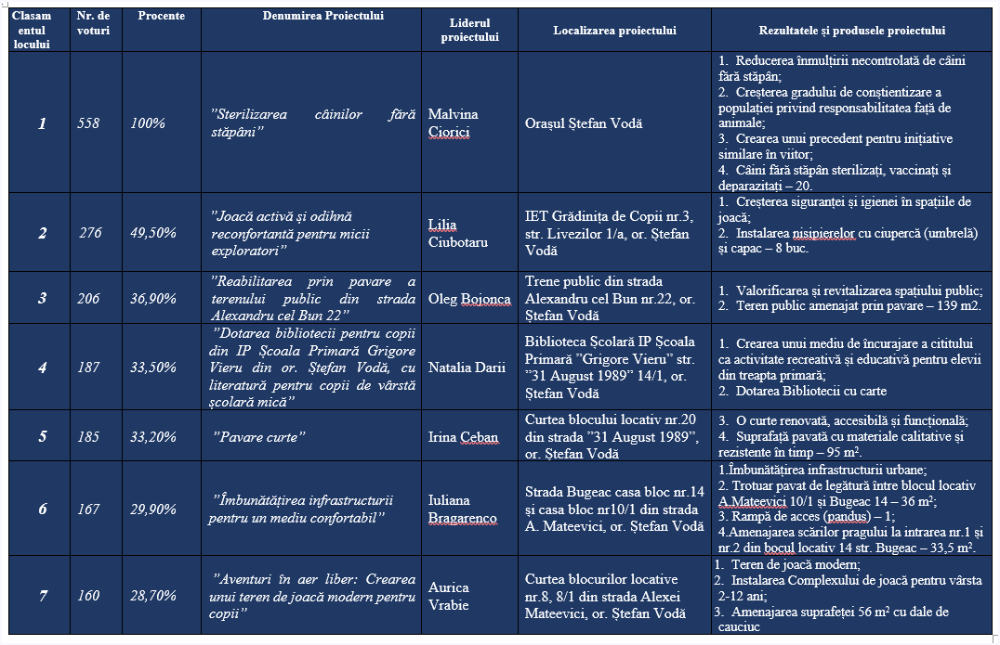 Clasam
entul
locului
Nr. de
voturi
Procente
Denumirea Proiectului
Liderul
proiectului
Localizarea proiectului
Rezultatele și produsele proiectului
1
558
100%
”Sterilizarea câinilor fără
stăpâni”
Malvina
Ciorici
Orașul Ștefan Vodă
1. Reducerea înmulțirii necontrolată de câini
fără stăpân;
2. Creșterea gradului de conștientizare a
populației privind responsabilitatea față de
animale;
3. Crearea unui precedent pentru inițiative
similare în viitor;
4. Câini fără stăpân sterilizați, vaccinați și
deparazitați – 20.
2
276
49,50%
”Joacă activă și odihnă
reconfortantă pentru micii
exploratori”
Lilia
Ciubotaru
IET Grădinița de Copii nr.3,
str. Livezilor 1/a, or. Ștefan
Vodă
1. Creșterea siguranței și igienei în spațiile de
joacă;
2. Instalarea nisipierelor cu ciupercă (umbrelă)
și capac – 8 buc.
3
206
36,90%
”Reabilitarea prin pavare a
terenului public din strada
Alexandru cel Bun 22”
Oleg Bojonca
Trene public din strada
Alexandru cel Bun nr.22, or.
Ștefan Vodă
1. Valorificarea și revitalizarea spațiului public;
2. Teren public amenajat prin pavare – 139 m2.
4
187
33,50%
”Dotarea bibliotecii pentru copii
din IP Școala Primară Grigore
Vieru din or. Ștefan Vodă, cu
literatură pentru copii de vârstă
școlară mică”
Natalia Darii
Biblioteca Școlară IP Școala
Primară ”Grigore Vieru” str.
”31 August 1989” 14/1, or.
Ștefan Vodă
1. Crearea unui mediu de încurajare a cititului
ca activitate recreativă și educativă pentru elevii
din treapta primară;
2. Dotarea Bibliotecii cu carte
5
185
33,20%
”Pavare curte”
Irina Ceban
Curtea blocului locativ nr.20
din strada ”31 August 1989”,
or. Ștefan Vodă
3. O curte renovată, accesibilă și funcțională;
4. Suprafață pavată cu materiale calitative și
rezistente în timp – 95 m².
6
167
29,90%
”Îmbunătățirea infrastructurii
pentru un mediu confortabil”
Iuliana
Bragarenco
Strada Bugeac casa bloc nr.14
și casa bloc nr10/1 din strada
A. Mateevici, or. Ștefan Vodă
1.Îmbunătățirea infrastructurii urbane;
2. Trotuar pavat de legătură între blocul locativ
A.Mateevici 10/1 și Bugeac 14 – 36 m²;
3. Rampă de acces (panduș) – 1;
4.Amenajarea scărilor pragului la intrarea nr.1 și
nr.2 din bocul locativ 14 str. Bugeac – 33,5 m².
7
160
28,70%
”Aventuri în aer liber: Crearea
unui teren de joacă modern pentru
copii”
Aurica
Vrabie
Curtea blocurilor locative
nr.8, 8/1 din strada Alexei
Mateevici, or. Ștefan Vodă
1. Teren de joacă modern;
2. Instalarea Complexului de joacă pentru vârsta
2-12 ani;
3. Amenajarea suprafeței 56 m² cu dale de
cauciuc